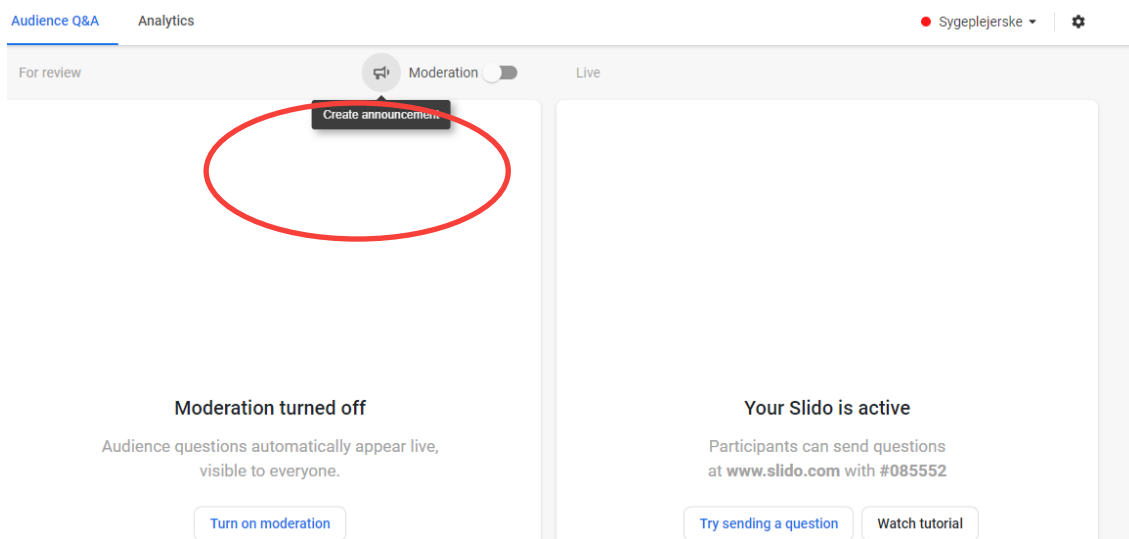 Audience Q&A Analytics Sygeplejerske
For review Moderation Live
Create announcement
Moderation turned off
Audience questions automatically appear live,
visible to everyone.
Turn on moderation
Your Slido is active
Participants can send questions
at www.slido.com with #085552
Try sending a question Watch tutorial